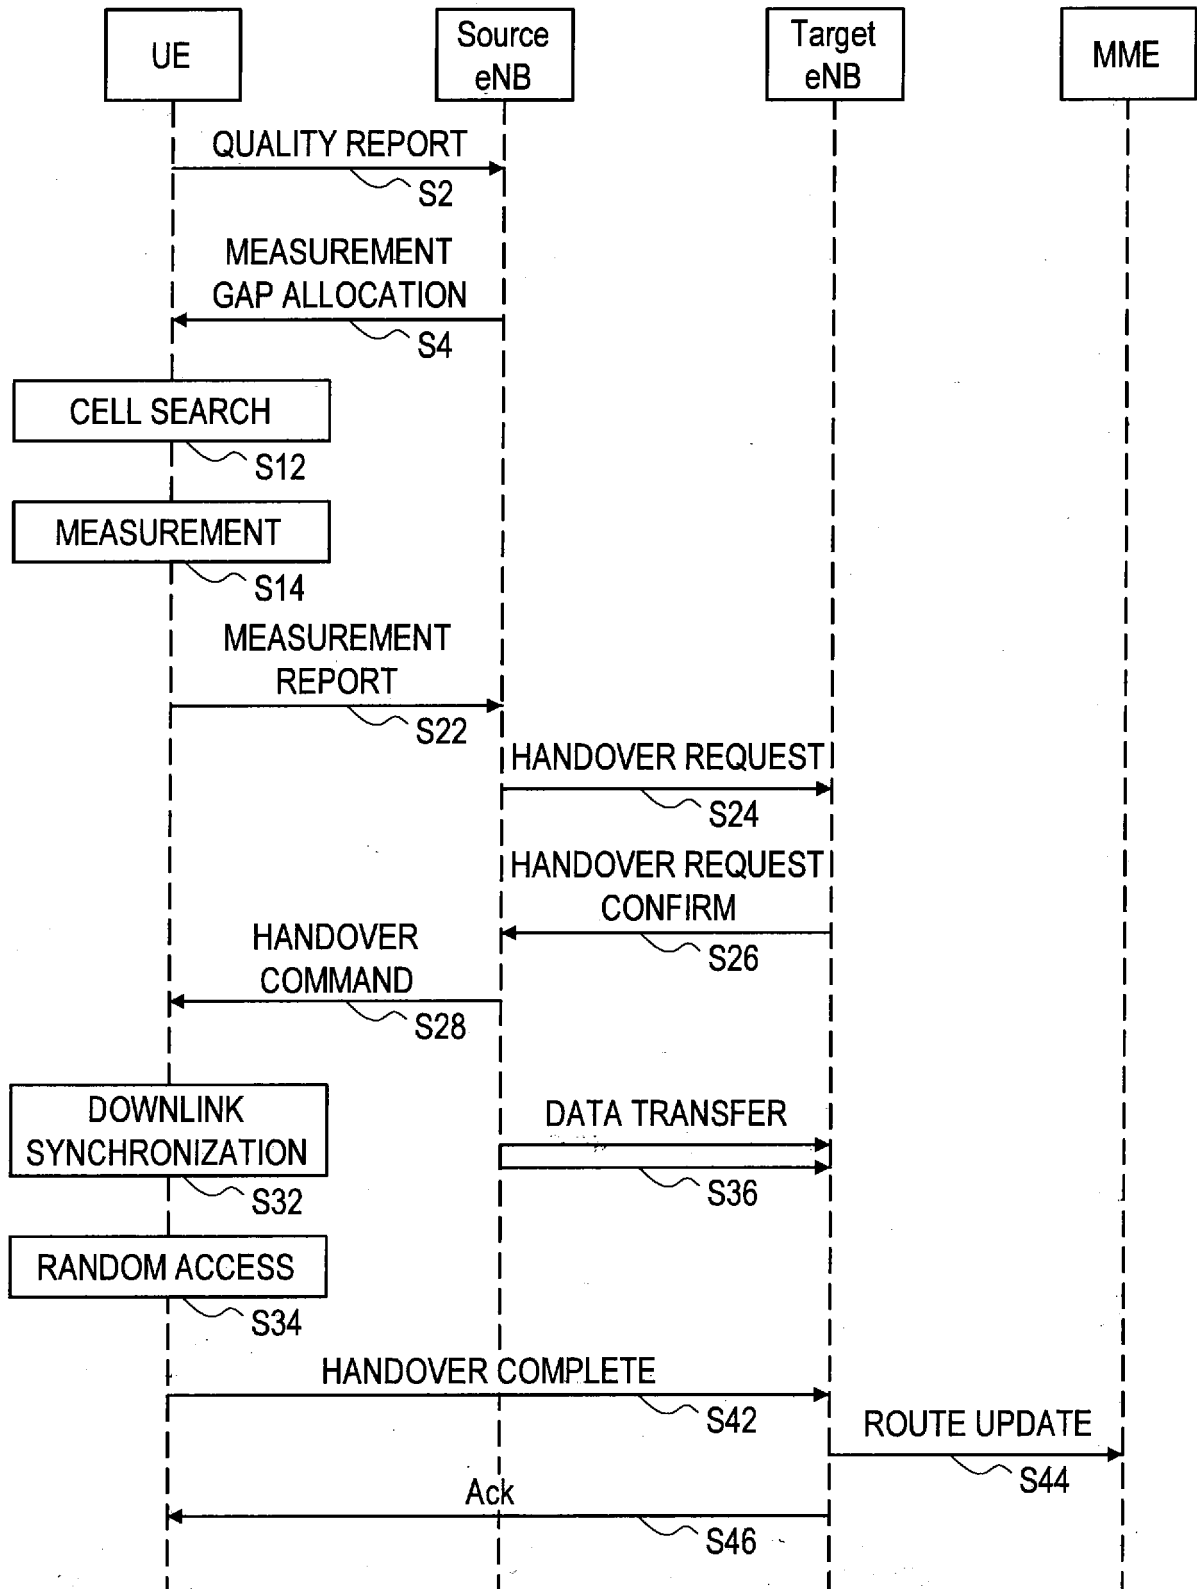 UE
Source
eNB
Target
eNB
MME
QUALITY REPORT
S2
MEASUREMENT
GAP ALLOCATION
S4
CELL SEARCH
S12
MEASUREMENT
S14
MEASUREMENT
REPORT
S22
HANDOVER REQUEST
S24
HANDOVER REQUEST
CONFIRM
S26
HANDOVER
COMMAND
S28
DOWNLINK
SYNCHRONIZATION
S32
DATA TRANSFER
S36
RANDOM ACCESS
S34
HANDOVER COMPLETE
S42
ROUTE UPDATE
S44
Ack
S46